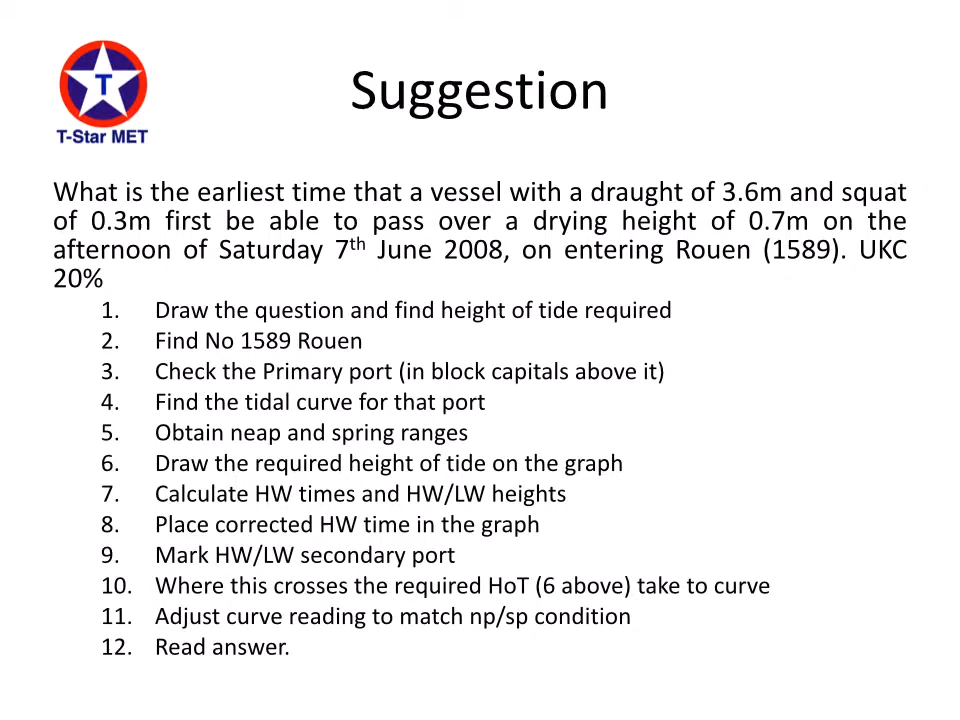 T
T-Star MET
Suggestion
What is the earliest time that a vessel with a draught of 3.6m and squat
of 0.3m first be able to pass over a drying height of 0.7m on the
afternoon of Saturday 7th June 2008, on entering Rouen (1589). UKC
20%
1. Draw the question and find height of tide required
2. Find No 1589 Rouen
3. Check the Primary port (in block capitals above it)
4. Find the tidal curve for that port
5. Obtain neap and spring ranges
6. Draw the required height of tide on the graph
7. Calculate HW times and HW/LW heights
8. Place corrected HW time in the graph
9. Mark HW/LW secondary port
10. Where this crosses the required HoT (6 above) take to curve
11. Adjust curve reading to match np/sp condition
12. Read answer.